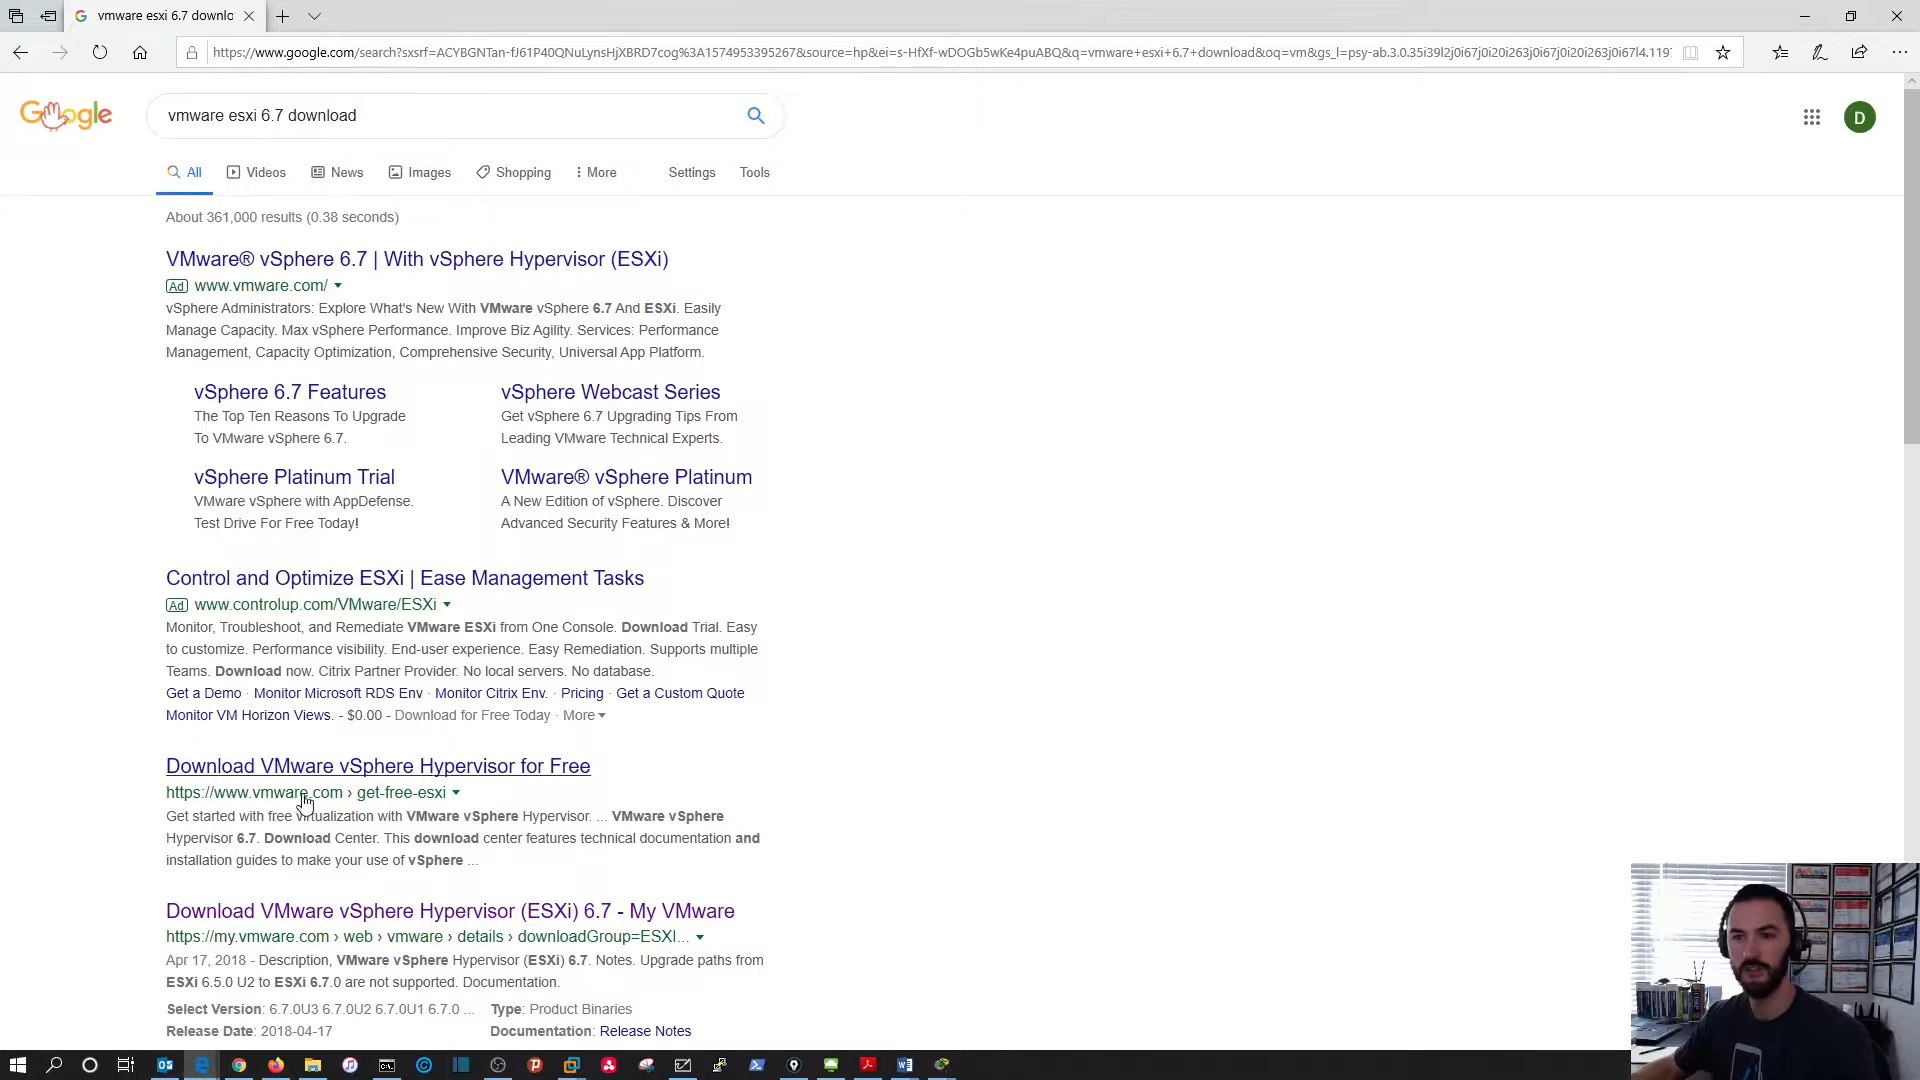 vmware esxi 6.7 downlo
https://www.google.com/search?sxsrf=ACYBGNTan-fJ61P40QNuLynsHjXBRD7cog%3A1574953395267&source=hp&ei=s-HfXf-wDOGb5wKe4puABQ&q=vmware+esxi+6.7+download&oq=vm&gs_l=psy-ab.3.0.35i39l2j0i67j0i20i263j0i67j0i20i263j0i67l4.119
Google
vmware esxi 6.7 download
D
All Videos News Images Shopping More Settings Tools
About 361,000 results (0.38 seconds)
VMware® vSphere 6.7 | With vSphere Hypervisor (ESXi)
Ad www.vmware.com/
vSphere Administrators: Explore What's New With VMware vSphere 6.7 And ESXi. Easily
Manage Capacity. Max vSphere Performance. Improve Biz Agility. Services: Performance
Management, Capacity Optimization, Comprehensive Security, Universal App Platform.
vSphere 6.7 Features
The Top Ten Reasons To Upgrade
To VMware vSphere 6.7.
vSphere Webcast Series
Get vSphere 6.7 Upgrading Tips From
Leading VMware Technical Experts.
vSphere Platinum Trial
VMware vSphere with AppDefense.
Test Drive For Free Today!
VMware® vSphere Platinum
A New Edition of vSphere. Discover
Advanced Security Features & More!
Control and Optimize ESXi | Ease Management Tasks
Ad www.controlup.com/VMware/ESXi
Monitor, Troubleshoot, and Remediate VMware ESXi from One Console. Download Trial. Easy
to customize. Performance visibility. End-user experience. Easy Remediation. Supports multiple
Teams. Download now. Citrix Partner Provider. No local servers. No database.
Get a Demo · Monitor Microsoft RDS Env · Monitor Citrix Env. · Pricing · Get a Custom Quote
Monitor VM Horizon Views. - $0.00 - Download for Free Today · More
Download VMware vSphere Hypervisor for Free
https://www.vmware.com › get-free-esxi
Get started with free virtualization with VMware vSphere Hypervisor. ... VMware vSphere
Hypervisor 6.7. Download Center. This download center features technical documentation and
installation guides to make your use of vSphere ...
Download VMware vSphere Hypervisor (ESXi) 6.7 - My VMware
https://my.vmware.com › web › vmware › details › downloadGroup=ESXI...
Apr 17, 2018 - Description, VMware vSphere Hypervisor (ESXi) 6.7. Notes. Upgrade paths from
ESXi 6.5.0 U2 to ESXi 6.7.0 are not supported. Documentation.
Select Version: 6.7.0U3 6.7.0U2 6.7.0U1 6.7.0 ... Type: Product Binaries
Release Date: 2018-04-17 Documentation: Release Notes